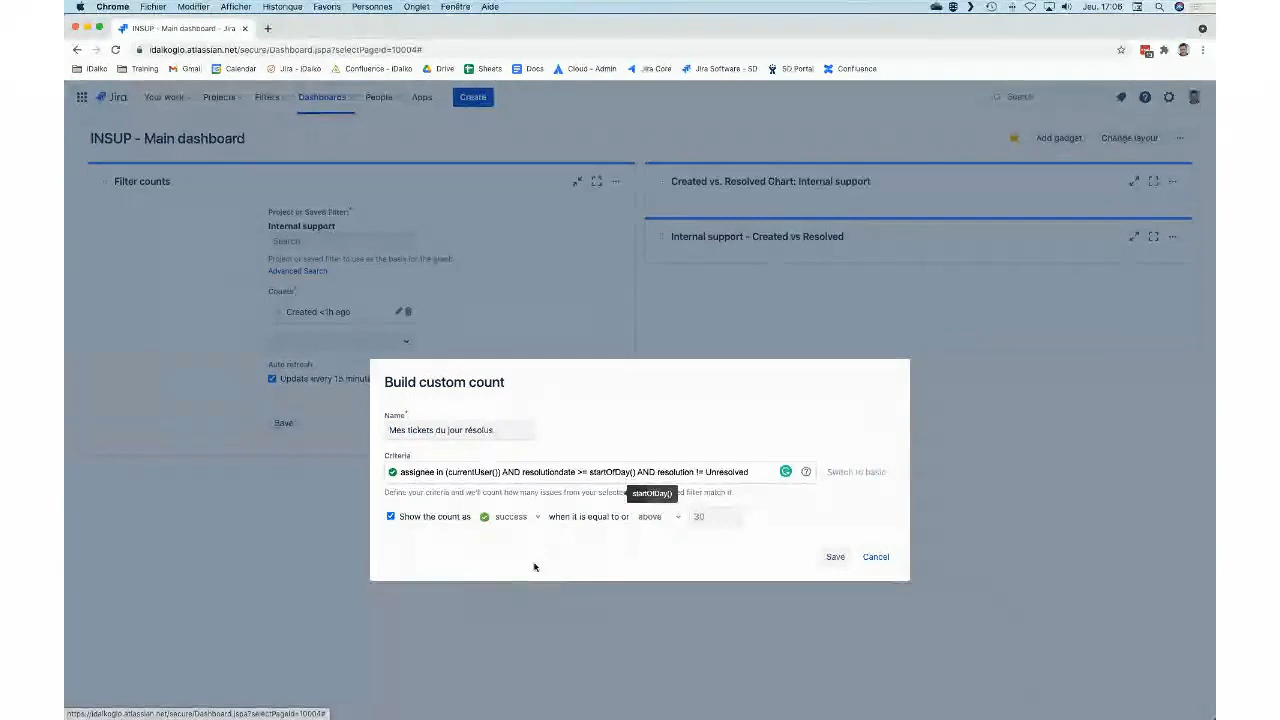 Chrome Fichier Modifier Afficher Historique Favoris Personnes Onglet Fenêtre Aide Jeu. 17:06
INSUP - Main dashboard - Jira
idalkoglo.atlassian.net/secure/Dashboard.jspa?selectPageId=10004#
iDalko Training Gmail Calendar Jira - iDalko Confluence - iDalko Drive Sheets Docs Cloud - Admin Jira Core Jira Software - SD SD Portal Confluence
Jira Your work Projects Filters Dashboards People Apps Create Search
INSUP - Main dashboard Add gadget Change layout
Filter counts
Created vs. Resolved Chart: Internal support
Project or Saved Filter:*
Internal support
Search
Internal support - Created vs Resolved
Project or saved filter to use as the basis for the graph.
Advanced Search
Counts*
Created <1h ago
Auto refresh
Update every 15 minut
Save
Build custom count
Name*
Mes tickets du jour résolus
Criteria
assignee in (currentUser()) AND resolutiondate >= startOfDay() AND resolution != Unresolved
Switch to basic
Define your criteria and we'll count how many issues from your selecte d filter match it.
startOfDay()
Show the count as success when it is equal to or above 30
Save Cancel
https://idalkoglo.atlassian.net/secure/Dashboard.jspa?selectPageId=10004#